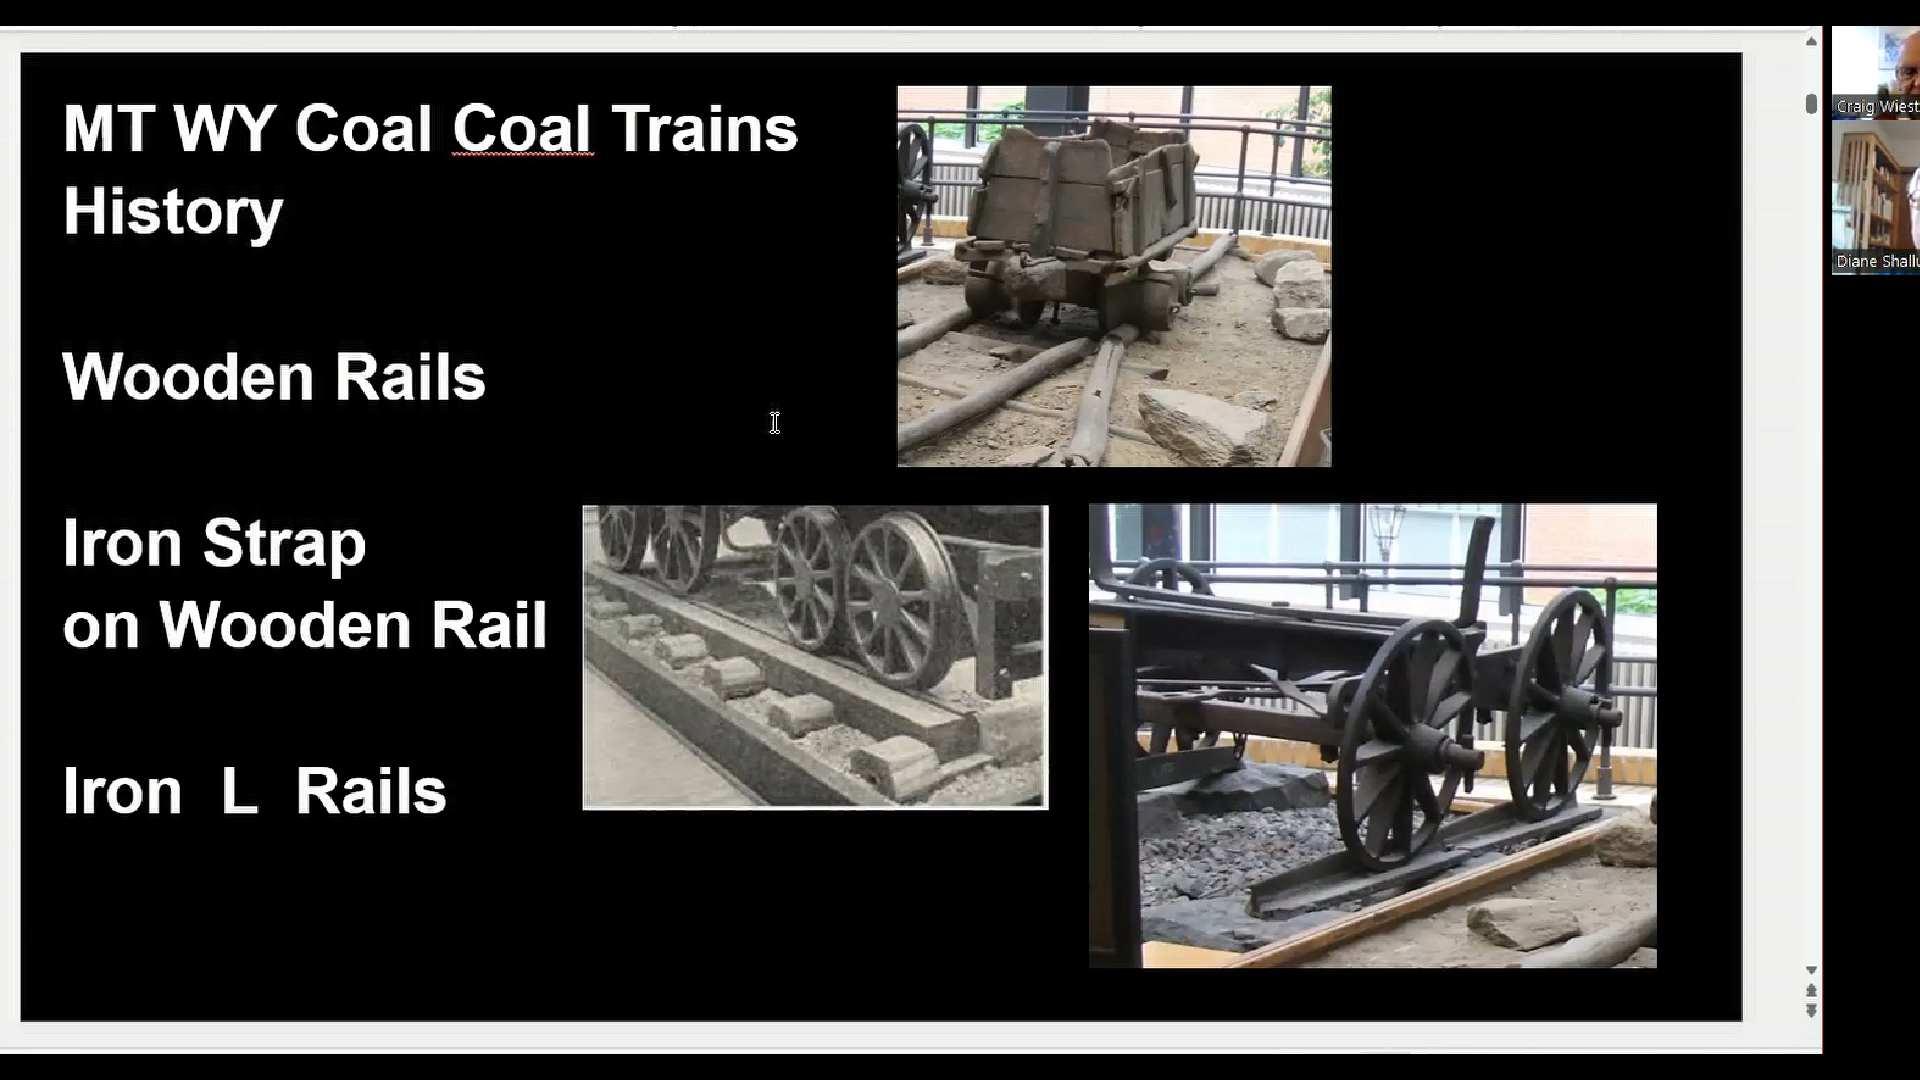 MT WY Coal Coal Trains
History
Wooden Rails
Iron Strap
on Wooden Rail
Iron L Rails
Craig Wiest
Diane Shallu